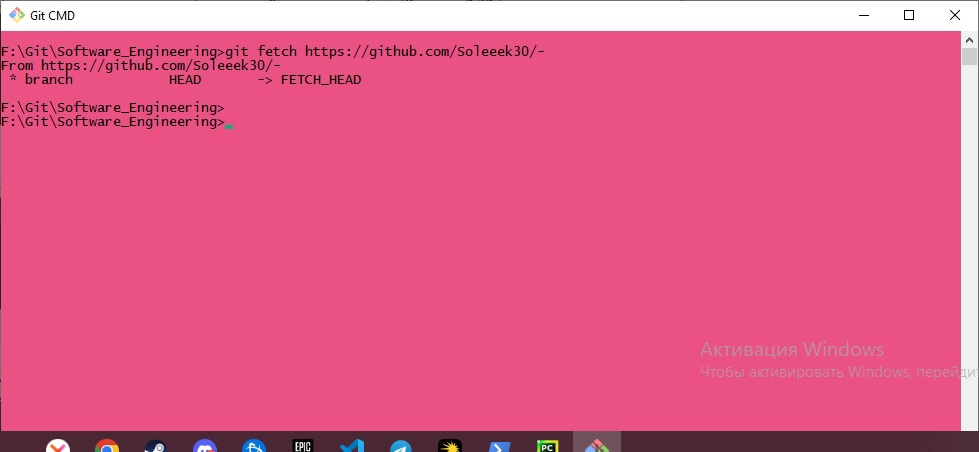 Git CMD
F:\Git\Software_Engineering>git fetch https://github.com/Soleeek30/-
From https://github.com/Soleeek30/-
 * branch            HEAD       -> FETCH_HEAD
F:\Git\Software_Engineering>
F:\Git\Software_Engineering>
Активация Windows
Чтобы активировать Windows, перейдит
EPIC
PC